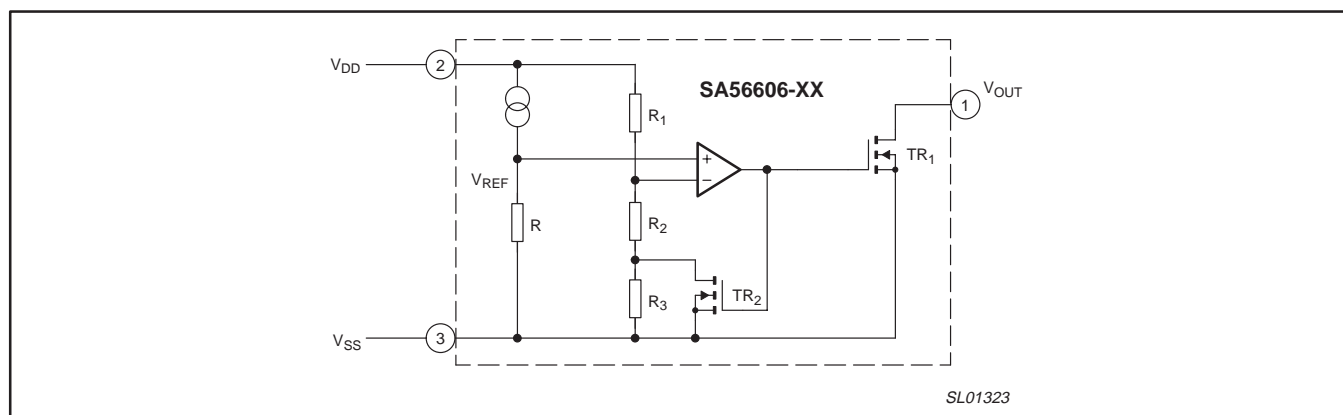 SA56606-XX
V_DD
2
V_OUT
1
R_1
TR_1
+
−
V_REF
R
R_2
R_3
TR_2
V_SS
3
SL01323